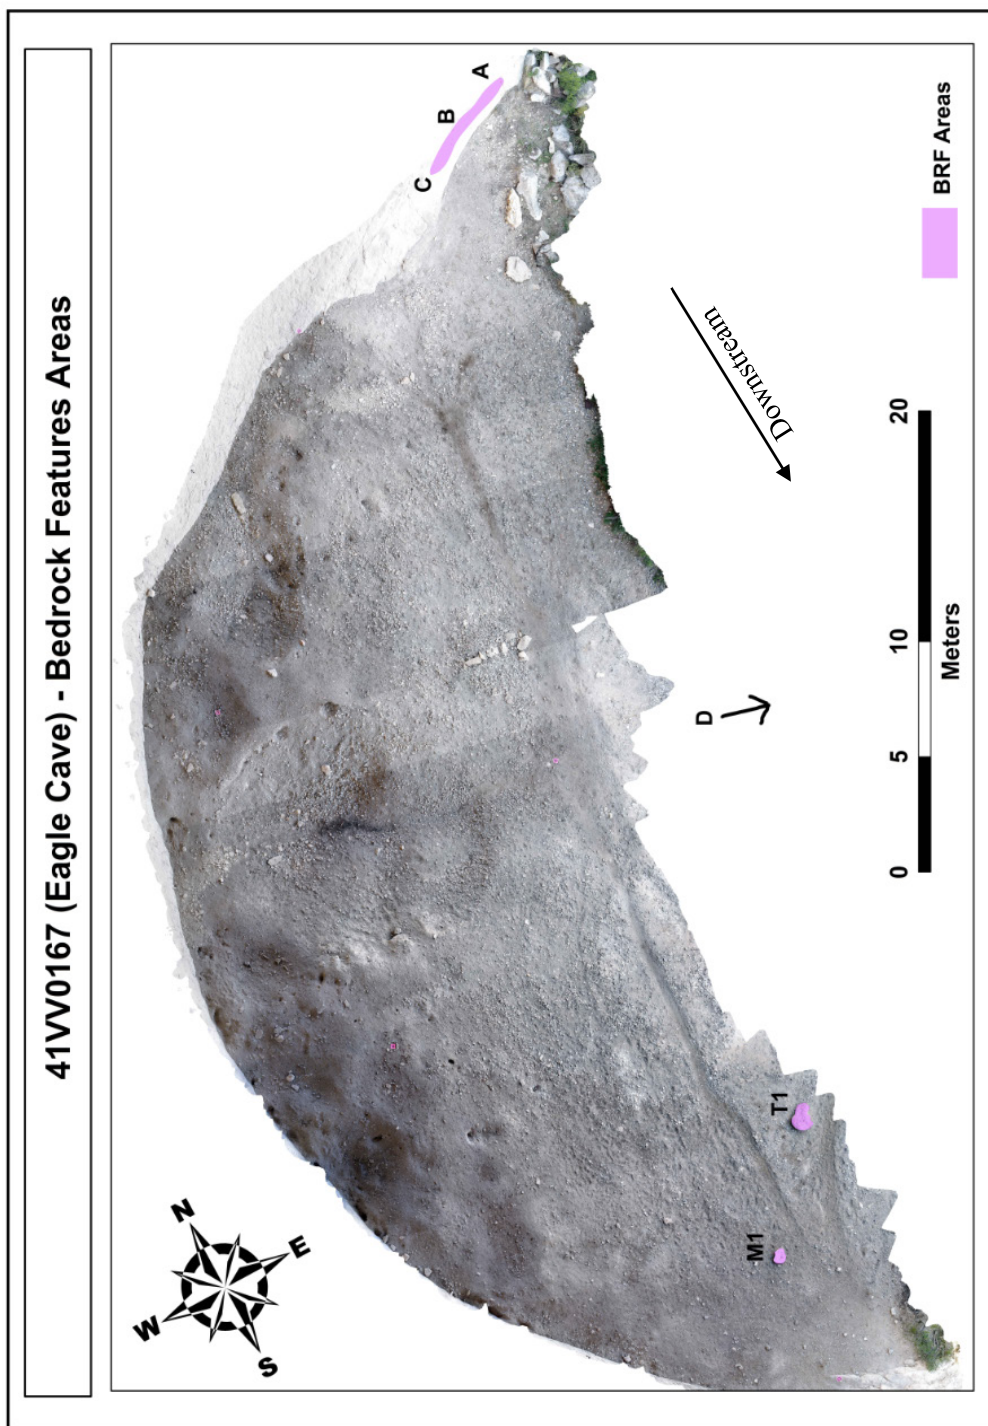 41VV0167 (Eagle Cave) - Bedrock Features Areas
A
B
C
BRF Areas
Downstream
D
0
5
10
20
Meters
T1
M1
N
E
S
W